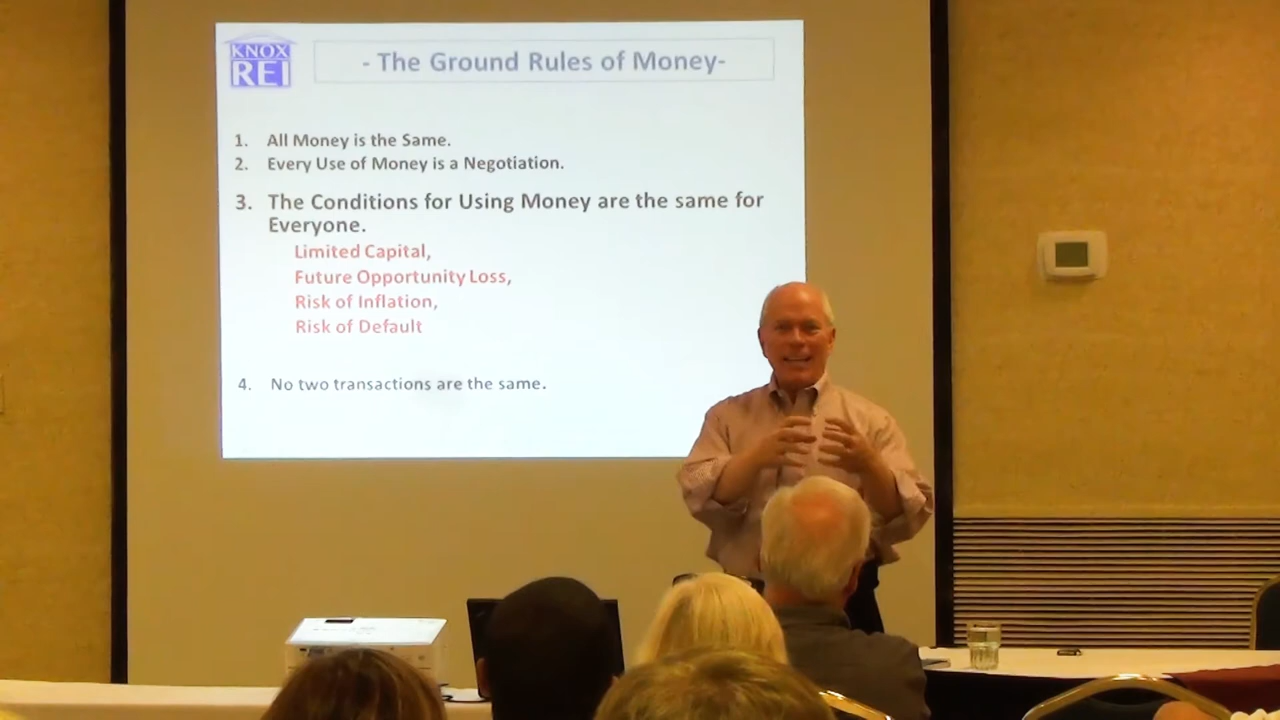 KNOX
REI
- The Ground Rules of Money-
1. All Money is the Same.
2. Every Use of Money is a Negotiation.
3. The Conditions for Using Money are the same for
Everyone.
Limited Capital,
Future Opportunity Loss,
Risk of Inflation,
Risk of Default
4. No two transactions are the same.